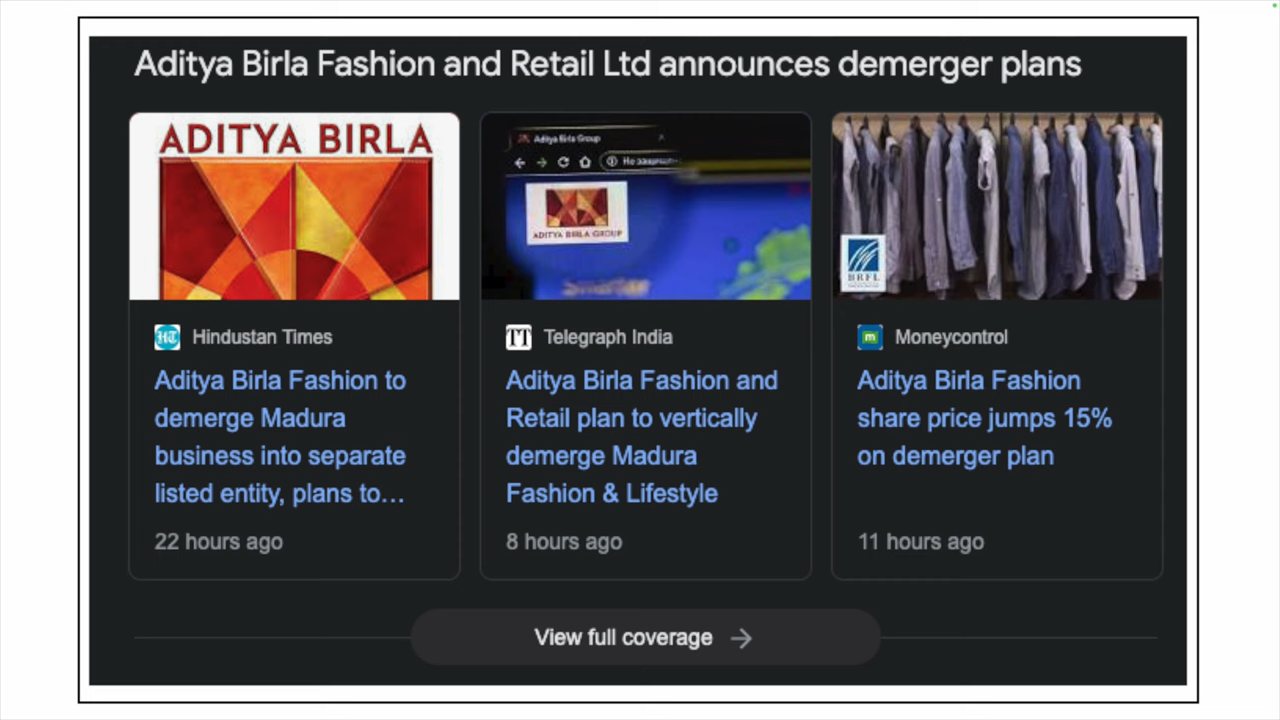 Aditya Birla Fashion and Retail Ltd announces demerger plans
ADITYA BIRLA
Aditya Birla Group
ADITYA BIRLA GROUP
BRFL
HT
Hindustan Times
Aditya Birla Fashion to
demerge Madura
business into separate
listed entity, plans to...
22 hours ago
TT
Telegraph India
Aditya Birla Fashion and
Retail plan to vertically
demerge Madura
Fashion & Lifestyle
8 hours ago
m
Moneycontrol
Aditya Birla Fashion
share price jumps 15%
on demerger plan
11 hours ago
View full coverage